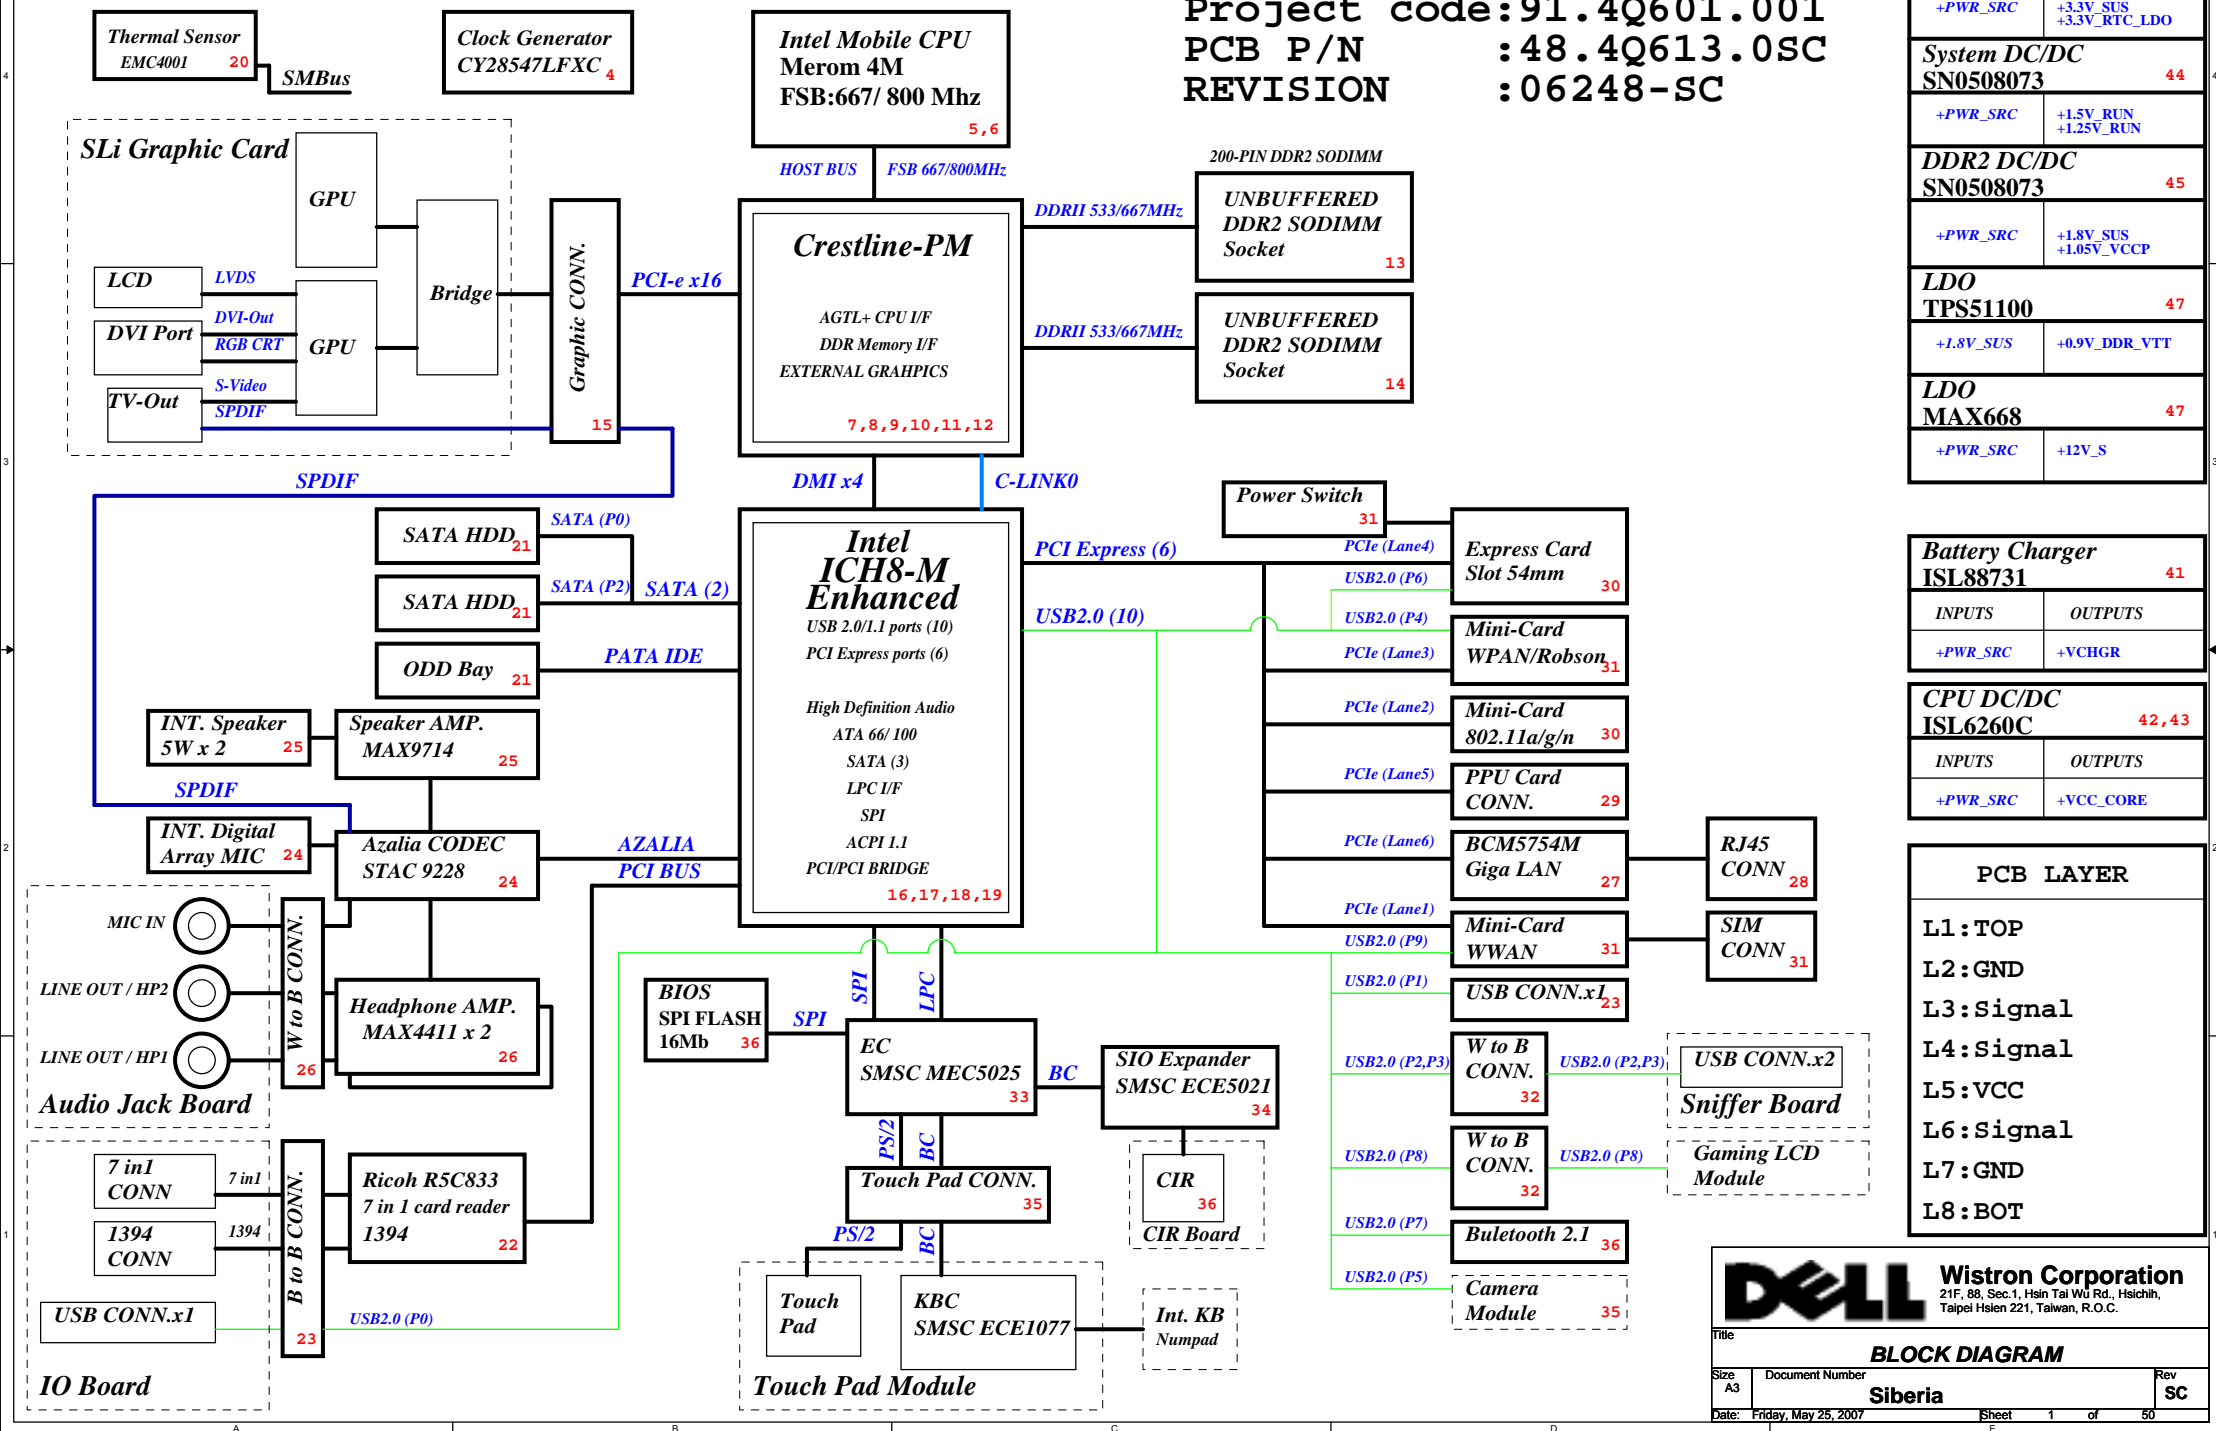 Project code:91.4Q601.001
PCB P/N :48.4Q613.0SC
REVISION :06248-SC
Thermal Sensor
EMC4001 20
SMBus
Clock Generator
CY28547LFXC 4
Intel Mobile CPU
Merom 4M
FSB:667/ 800 Mhz
5,6
HOST BUS FSB 667/800MHz
SLi Graphic Card
GPU
GPU
Bridge
LCD
LVDS
DVI Port
DVI-Out
RGB CRT
TV-Out
S-Video
SPDIF
Graphic CONN.
15
PCI-e x16
Crestline-PM
AGTL+ CPU I/F
DDR Memory I/F
EXTERNAL GRAHPICS
7,8,9,10,11,12
200-PIN DDR2 SODIMM
DDRII 533/667MHz
UNBUFFERED
DDR2 SODIMM
Socket
13
DDRII 533/667MHz
UNBUFFERED
DDR2 SODIMM
Socket
14
SPDIF
DMI x4
C-LINK0
SATA HDD 21
SATA (P0)
SATA HDD 21
SATA (P2)
SATA (2)
ODD Bay 21
PATA IDE
Intel
ICH8-M
Enhanced
USB 2.0/1.1 ports (10)
PCI Express ports (6)
High Definition Audio
ATA 66/ 100
SATA (3)
LPC I/F
SPI
ACPI 1.1
PCI/PCI BRIDGE
16,17,18,19
PCI Express (6)
USB2.0 (10)
Power Switch
31
PCIe (Lane4)
USB2.0 (P6)
Express Card
Slot 54mm
30
USB2.0 (P4)
PCIe (Lane3)
Mini-Card
WPAN/Robson
31
PCIe (Lane2)
Mini-Card
802.11a/g/n 30
PCIe (Lane5)
PPU Card
CONN. 29
PCIe (Lane6)
BCM5754M
Giga LAN 27
RJ45
CONN 28
PCIe (Lane1)
USB2.0 (P9)
Mini-Card
WWAN 31
SIM
CONN 31
USB2.0 (P1)
USB CONN.x1
23
USB2.0 (P2,P3)
W to B
CONN.
32
USB2.0 (P2,P3)
USB CONN.x2
Sniffer Board
USB2.0 (P8)
W to B
CONN.
32
USB2.0 (P8)
Gaming LCD
Module
USB2.0 (P7)
Buletooth 2.1 36
USB2.0 (P5)
Camera
Module 35
INT. Speaker
5W x 2 25
Speaker AMP.
MAX9714
25
SPDIF
INT. Digital
Array MIC 24
Azalia CODEC
STAC 9228
24
AZALIA
PCI BUS
MIC IN
LINE OUT / HP2
LINE OUT / HP1
W to B CONN.
26
Headphone AMP.
MAX4411 x 2
26
Audio Jack Board
7 in1
CONN
7 in1
1394
CONN
1394
USB CONN.x1
B to B CONN.
23
Ricoh R5C833
7 in 1 card reader
1394
22
USB2.0 (P0)
IO Board
BIOS
SPI FLASH
16Mb 36
SPI
SPI
LPC
EC
SMSC MEC5025
33
BC
SIO Expander
SMSC ECE5021
34
CIR
36
CIR Board
PS/2
BC
Touch Pad CONN.
35
PS/2
BC
Touch
Pad
KBC
SMSC ECE1077
Int. KB
Numpad
Touch Pad Module
+PWR_SRC +3.3V_SUS
+3.3V_RTC_LDO
System DC/DC
SN0508073 44
+PWR_SRC +1.5V_RUN
+1.25V_RUN
DDR2 DC/DC
SN0508073 45
+PWR_SRC +1.8V_SUS
+1.05V_VCCP
LDO
TPS51100 47
+1.8V_SUS +0.9V_DDR_VTT
LDO
MAX668 47
+PWR_SRC +12V_S
Battery Charger
ISL88731 41
INPUTS OUTPUTS
+PWR_SRC +VCHGR
CPU DC/DC
ISL6260C 42,43
INPUTS OUTPUTS
+PWR_SRC +VCC_CORE
PCB LAYER
L1:TOP
L2:GND
L3:Signal
L4:Signal
L5:VCC
L6:Signal
L7:GND
L8:BOT
DELL
Wistron Corporation
21F, 88, Sec.1, Hsin Tai Wu Rd., Hsichih,
Taipei Hsien 221, Taiwan, R.O.C.
Title
BLOCK DIAGRAM
Size Document Number Rev
A3 Siberia SC
Date: Friday, May 25, 2007 Sheet 1 of 50
4
3
2
1
4
3
2
1
A B C D E